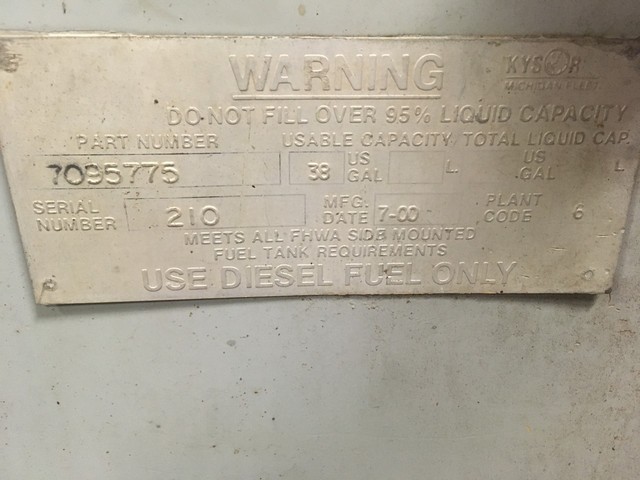 WARNING
KYSOR
MICHIGAN FLEET
DO NOT FILL OVER 95% LIQUID CAPACITY
PART NUMBER USABLE CAPACITY TOTAL LIQUID CAP.
7095775 38 US GAL L. US GAL L
SERIAL NUMBER 210 MFG. DATE 7-00 PLANT CODE 6
MEETS ALL FHWA SIDE MOUNTED
FUEL TANK REQUIREMENTS
USE DIESEL FUEL ONLY